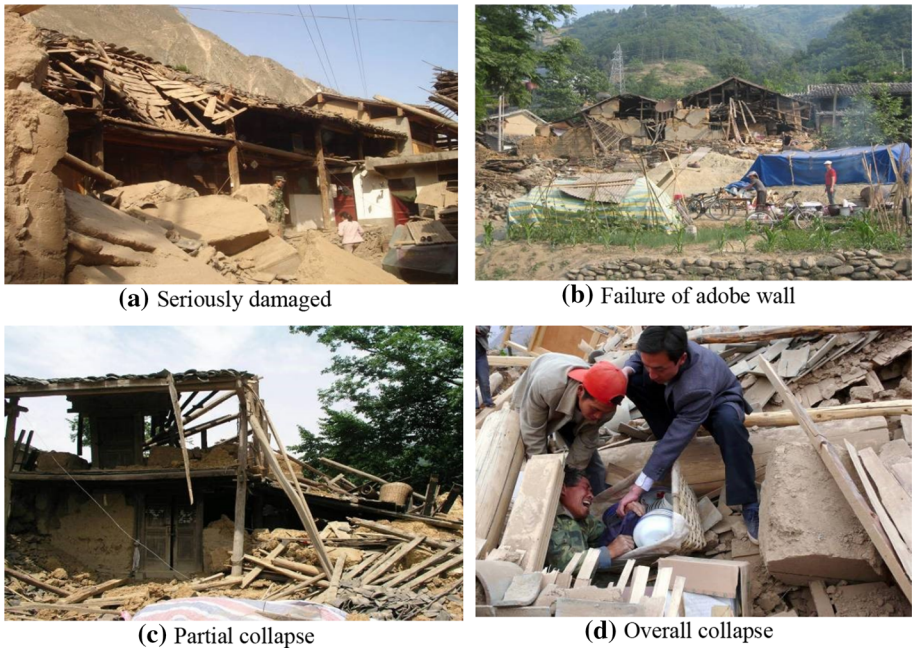 (a) Seriously damaged
(b) Failure of adobe wall
(c) Partial collapse
(d) Overall collapse